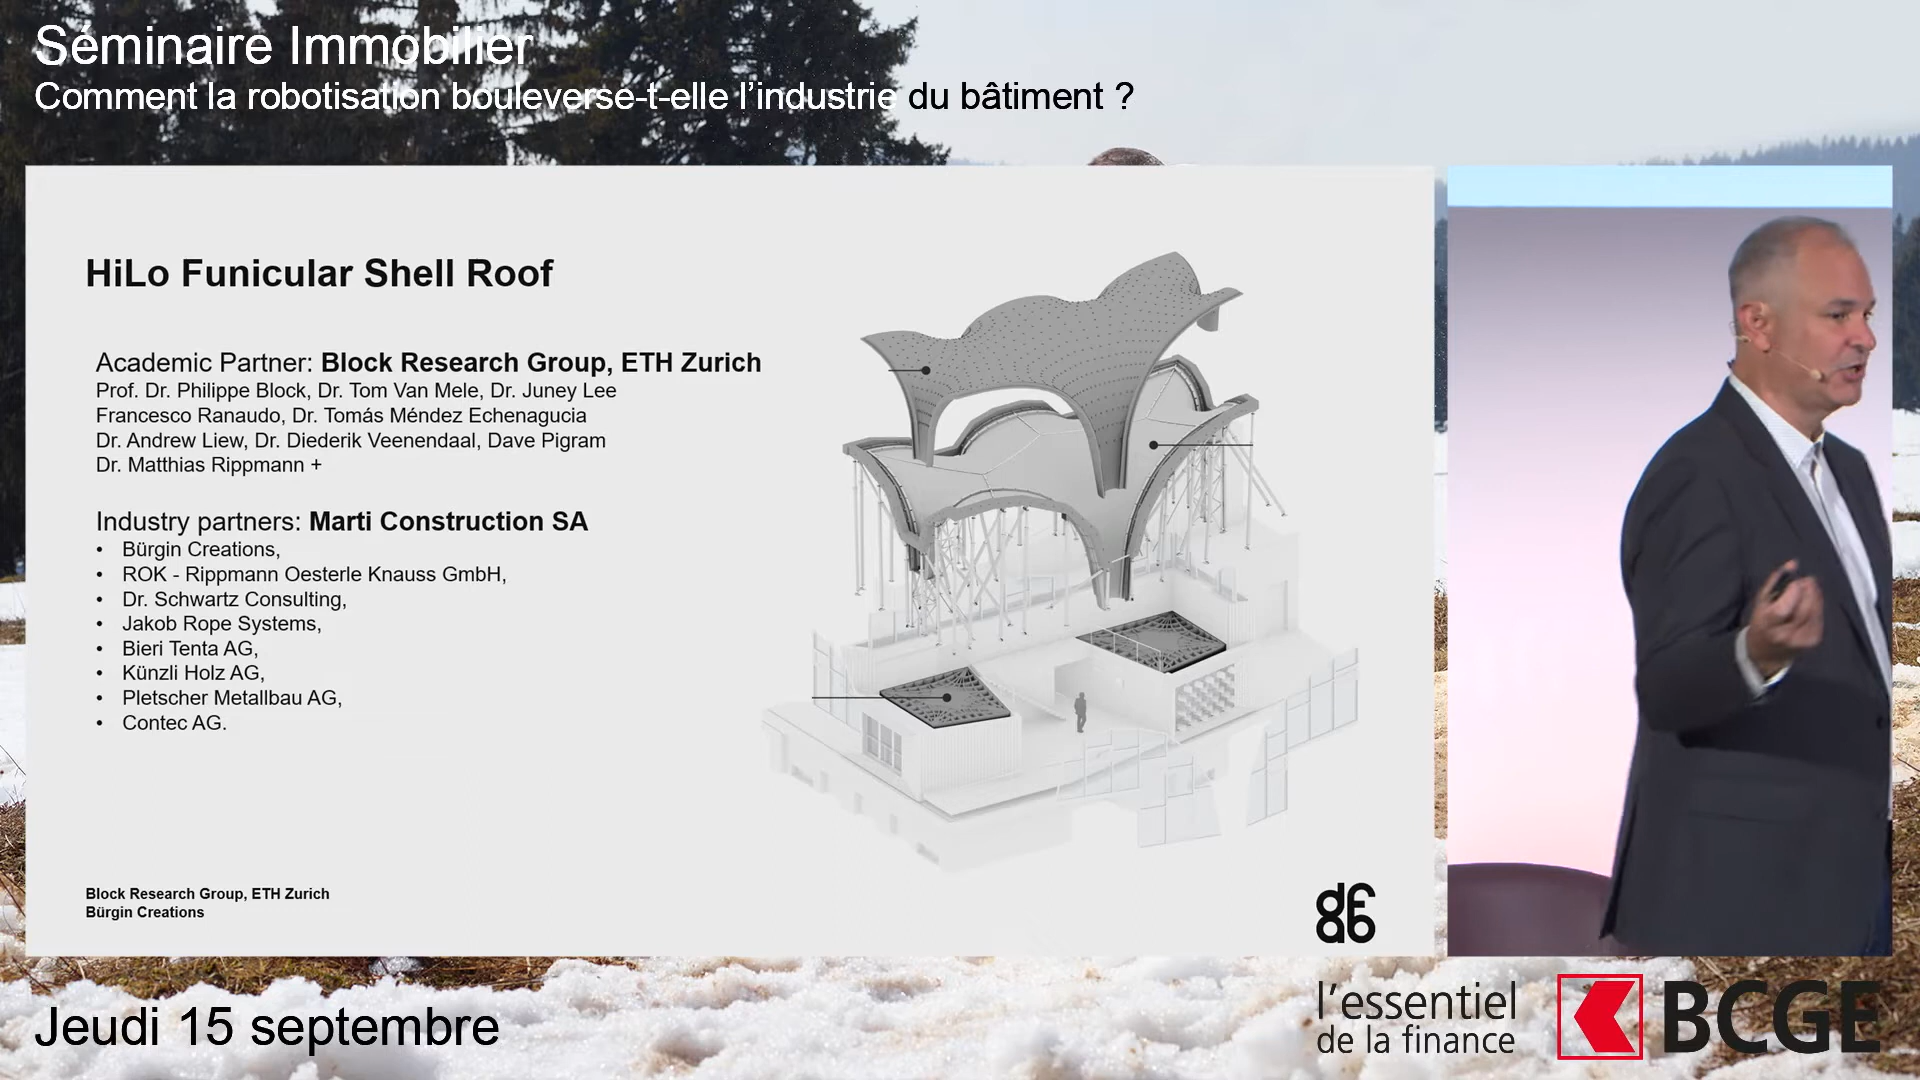 Séminaire Immobilier
Comment la robotisation bouleverse-t-elle l’industrie du bâtiment ?
HiLo Funicular Shell Roof
Academic Partner: Block Research Group, ETH Zurich
Prof. Dr. Philippe Block, Dr. Tom Van Mele, Dr. Juney Lee
Francesco Ranaudo, Dr. Tomás Méndez Echenagucia
Dr. Andrew Liew, Dr. Diederik Veenendaal, Dave Pigram
Dr. Matthias Rippmann +
Industry partners: Marti Construction SA
• Bürgin Creations,
• ROK - Rippmann Oesterle Knauss GmbH,
• Dr. Schwartz Consulting,
• Jakob Rope Systems,
• Bieri Tenta AG,
• Künzli Holz AG,
• Pletscher Metallbau AG,
• Contec AG.
Block Research Group, ETH Zurich
Bürgin Creations
dfab
Jeudi 15 septembre
l’essentiel
de la finance
BCGE